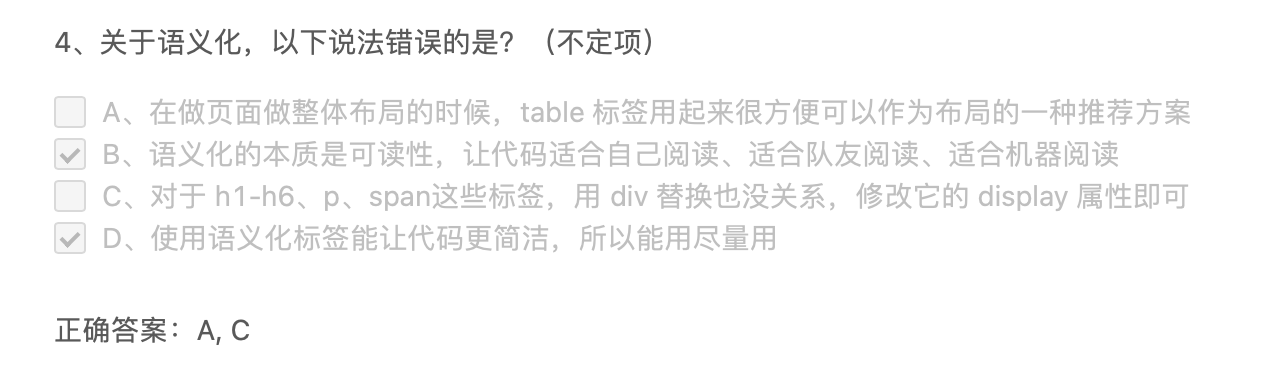 4、关于语义化，以下说法错误的是？（不定项）
A、在做页面做整体布局的时候，table 标签用起来很方便可以作为布局的一种推荐方案
B、语义化的本质是可读性，让代码适合自己阅读、适合队友阅读、适合机器阅读
C、对于 h1-h6、p、span这些标签，用 div 替换也没关系，修改它的 display 属性即可
D、使用语义化标签能让代码更简洁，所以能用尽量用
正确答案：A, C